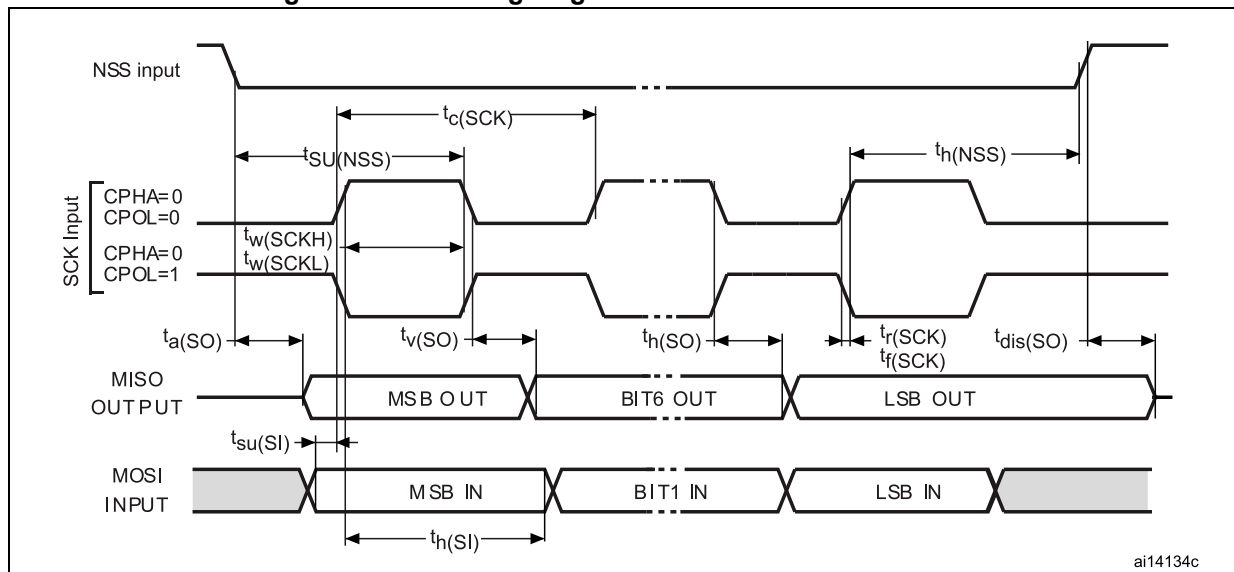 NSS input
tc(SCK)
tSU(NSS)
th(NSS)
SCK Input
CPHA=0
CPOL=0
CPHA=0
CPOL=1
tw(SCKH)
tw(SCKL)
ta(SO)
tv(SO)
th(SO)
tr(SCK)
tf(SCK)
tdis(SO)
MISO
OUTPUT
MSB OUT
BIT6 OUT
LSB OUT
tsu(SI)
MOSI
INPUT
MSB IN
BIT1 IN
LSB IN
th(SI)
ai14134c